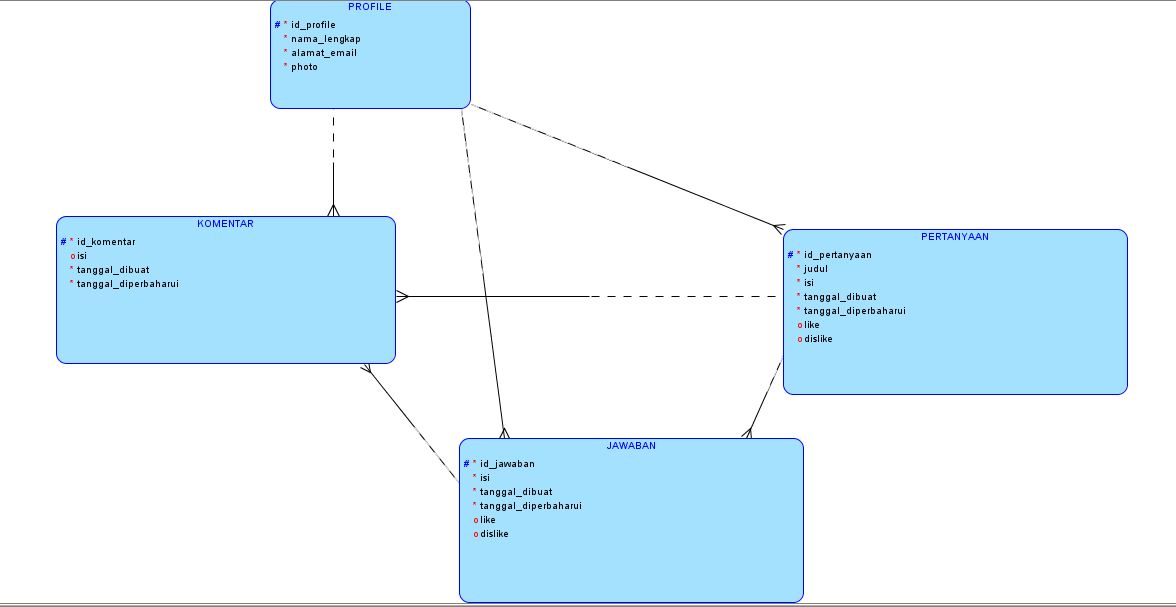 PROFILE
# * id_profile
* nama_lengkap
* alamat_email
* photo
KOMENTAR
# * id_komentar
o isi
* tanggal_dibuat
* tanggal_diperbaharui
PERTANYAAN
# * id_pertanyaan
* judul
* isi
* tanggal_dibuat
* tanggal_diperbaharui
o like
o dislike
JAWABAN
# * id_jawaban
* isi
* tanggal_dibuat
* tanggal_diperbaharui
o like
o dislike